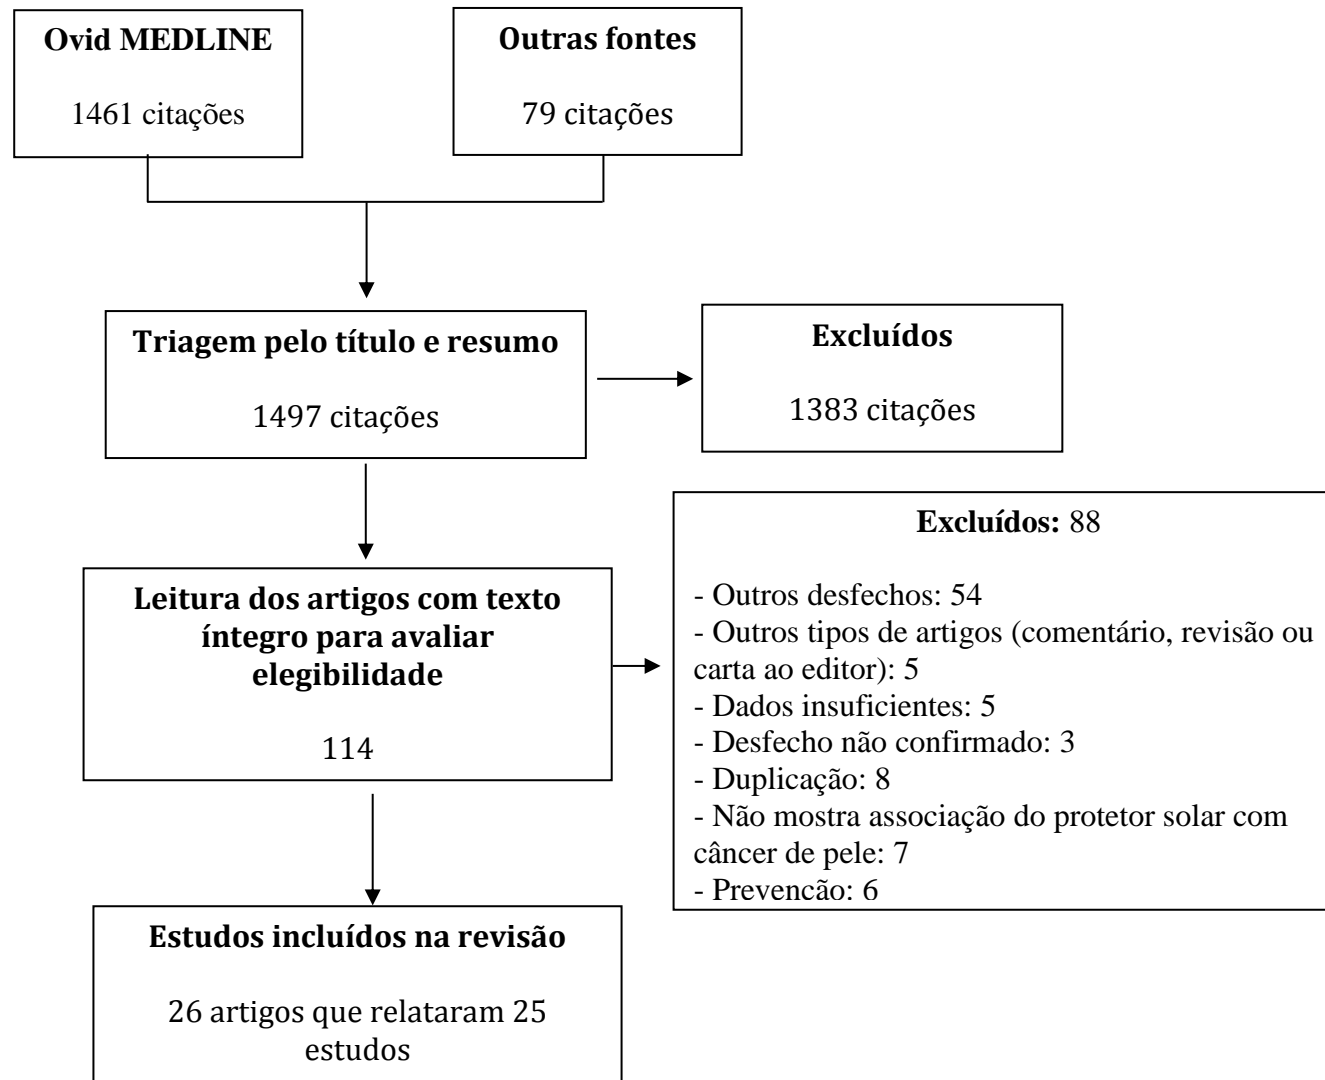 Ovid MEDLINE
1461 citações
Outras fontes
79 citações
Triagem pelo título e resumo
1497 citações
Excluídos
1383 citações
Leitura dos artigos com texto
íntegro para avaliar
elegibilidade
114
Excluídos: 88
- Outros desfechos: 54
- Outros tipos de artigos (comentário, revisão ou
carta ao editor): 5
- Dados insuficientes: 5
- Desfecho não confirmado: 3
- Duplicação: 8
- Não mostra associação do protetor solar com
câncer de pele: 7
- Prevenção: 6
Estudos incluídos na revisão
26 artigos que relataram 25
estudos